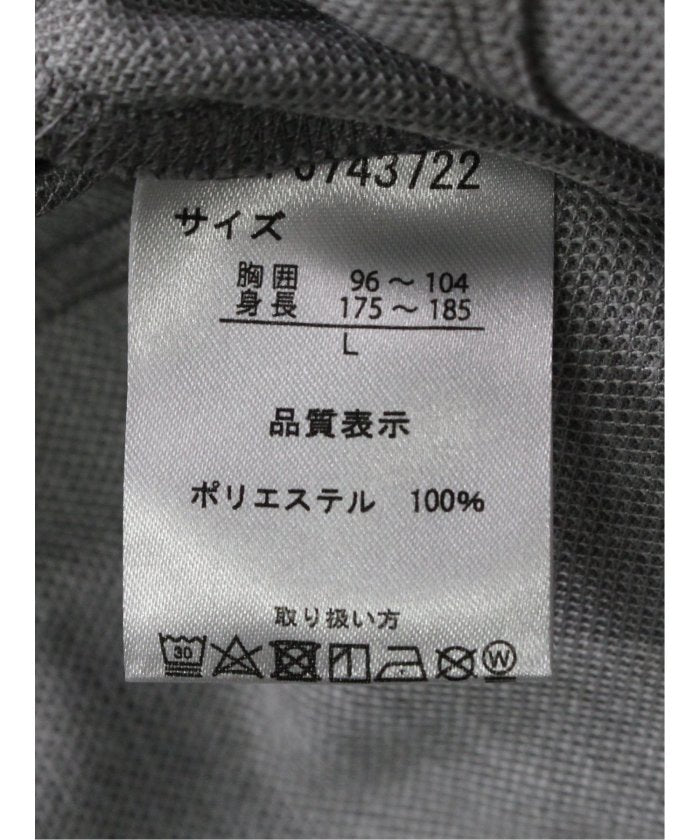 743722
サイズ
胸囲 96～104
身長 175～185
L
品質表示
ポリエステル 100%
取り扱い方
30
W